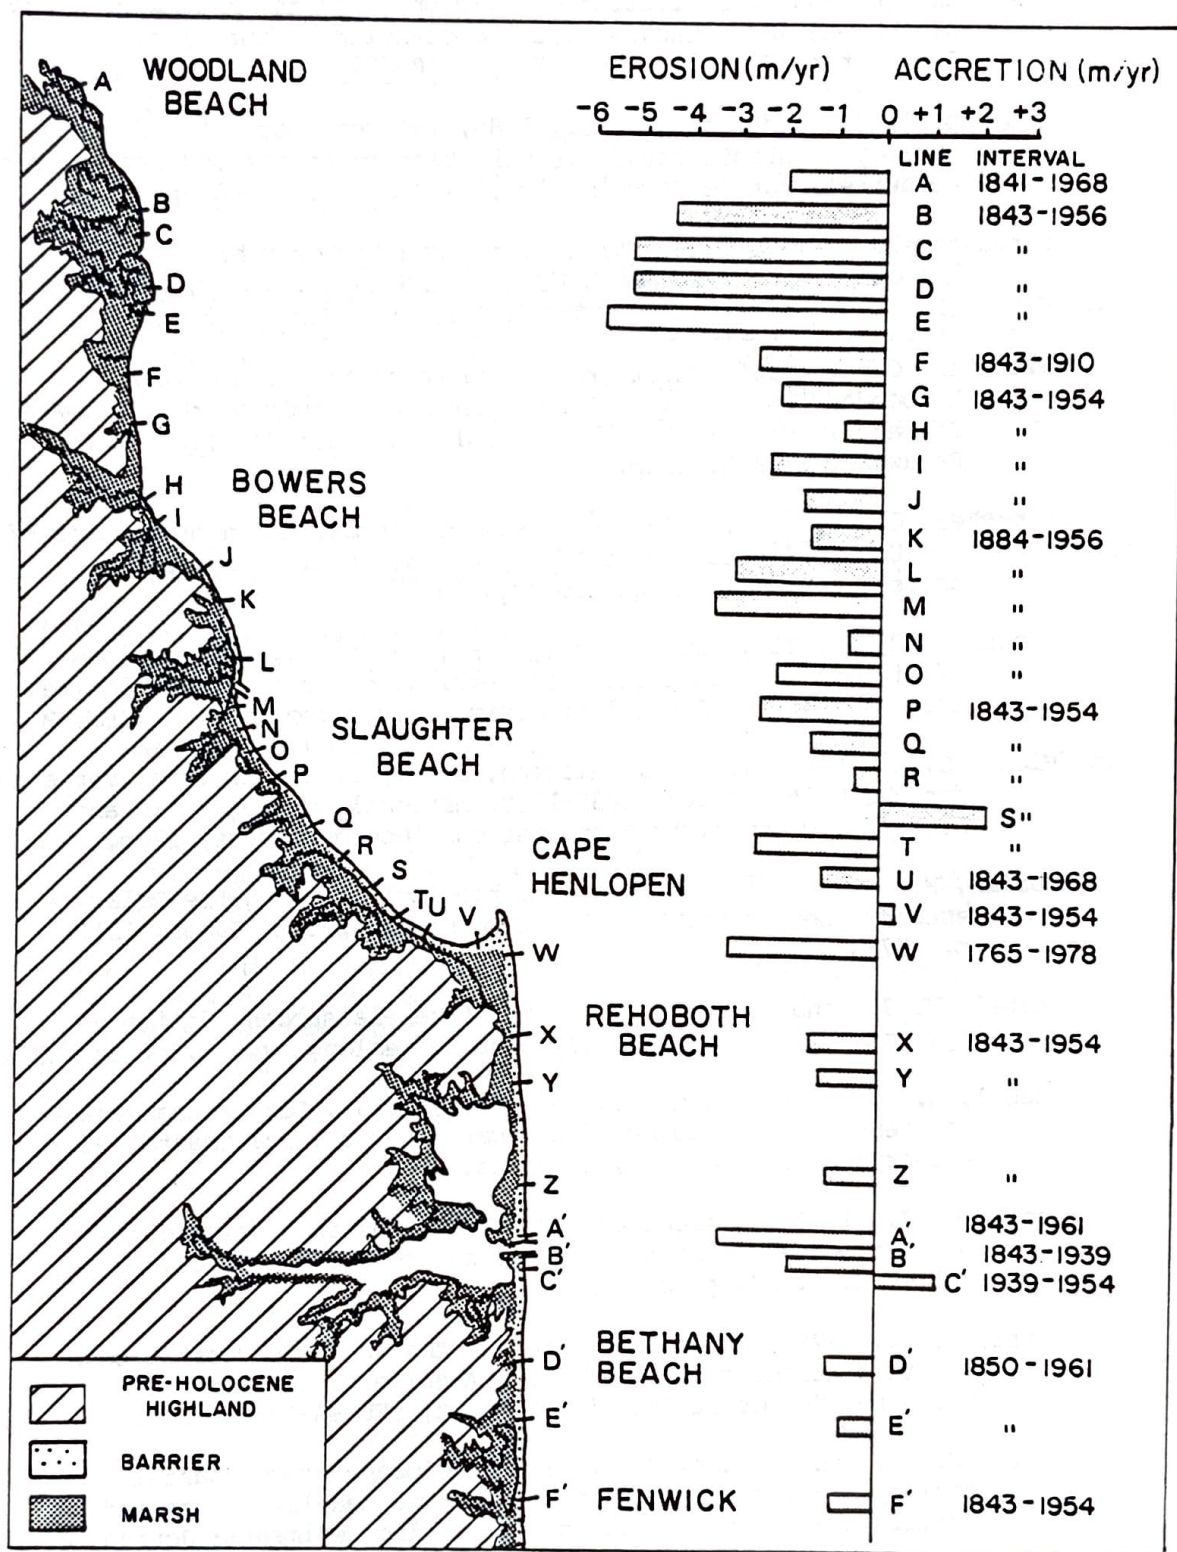 WOODLAND
BEACH
A
B
C
D
E
F
G
H
I
BOWERS
BEACH
J
K
L
M
N
O
P
SLAUGHTER
BEACH
Q
R
S
T U V
CAPE
HENLOPEN
W
X
REHOBOTH
BEACH
Y
Z
A'
B'
C'
D'
BETHANY
BEACH
E'
F'
FENWICK
PRE-HOLOCENE
HIGHLAND
BARRIER
MARSH
EROSION (m/yr) ACCRETION (m/yr)
-6 -5 -4 -3 -2 -1 0 +1 +2 +3
LINE INTERVAL
A 1841-1968
B 1843-1956
C "
D "
E "
F 1843-1910
G 1843-1954
H "
I "
J "
K 1884-1956
L "
M "
N "
O "
P 1843-1954
Q "
R "
S "
T "
U 1843-1968
V 1843-1954
W 1765-1978
X 1843-1954
Y "
Z "
A' 1843-1961
B' 1843-1939
C' 1939-1954
D' 1850-1961
E' "
F' 1843-1954